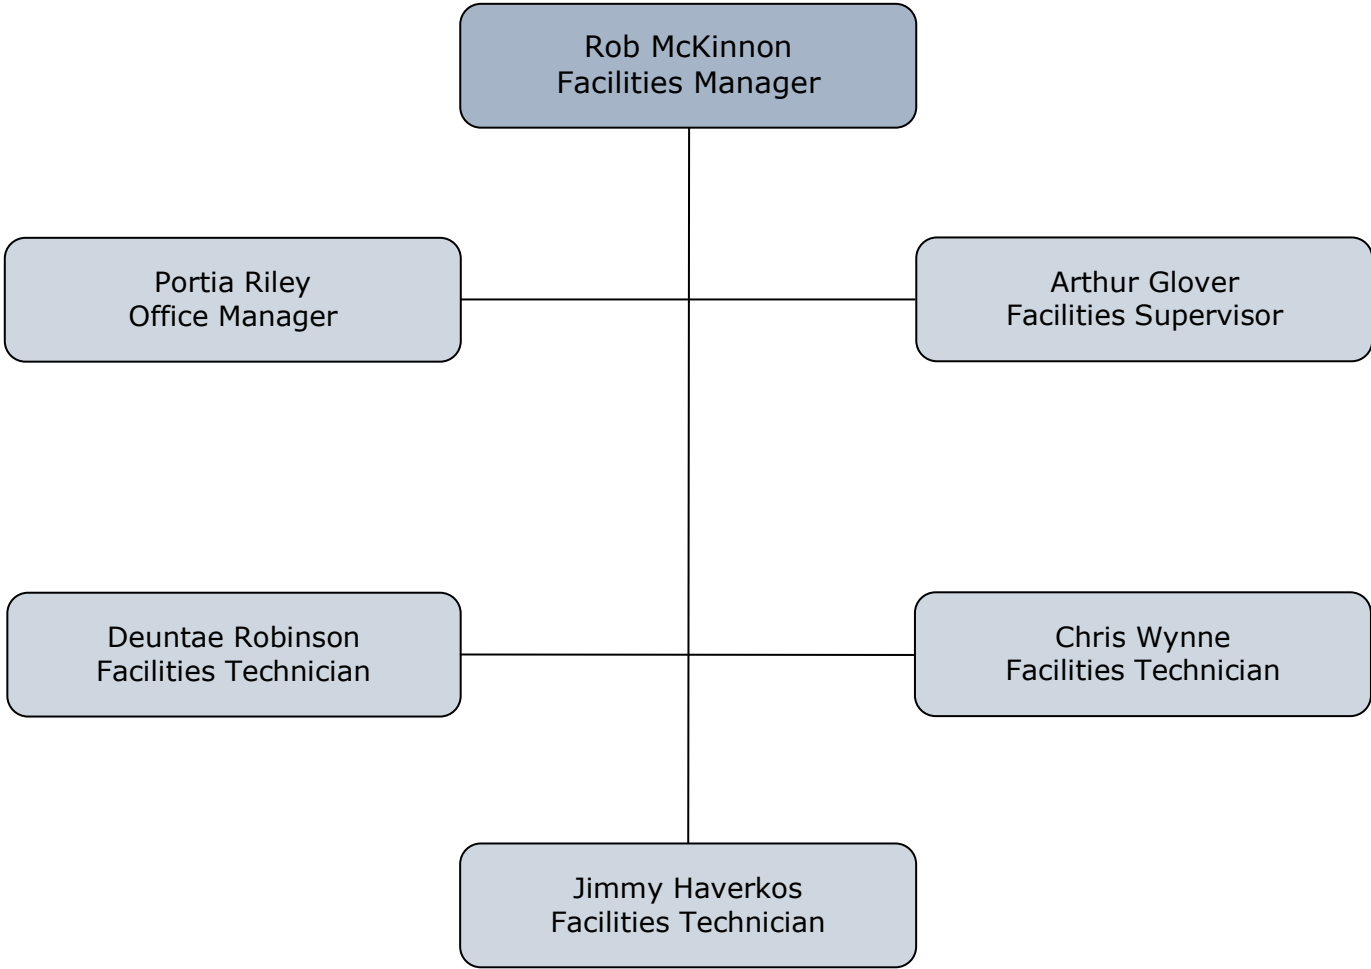 Rob McKinnon
Facilities Manager
Portia Riley
Office Manager
Arthur Glover
Facilities Supervisor
Deuntae Robinson
Facilities Technician
Chris Wynne
Facilities Technician
Jimmy Haverkos
Facilities Technician